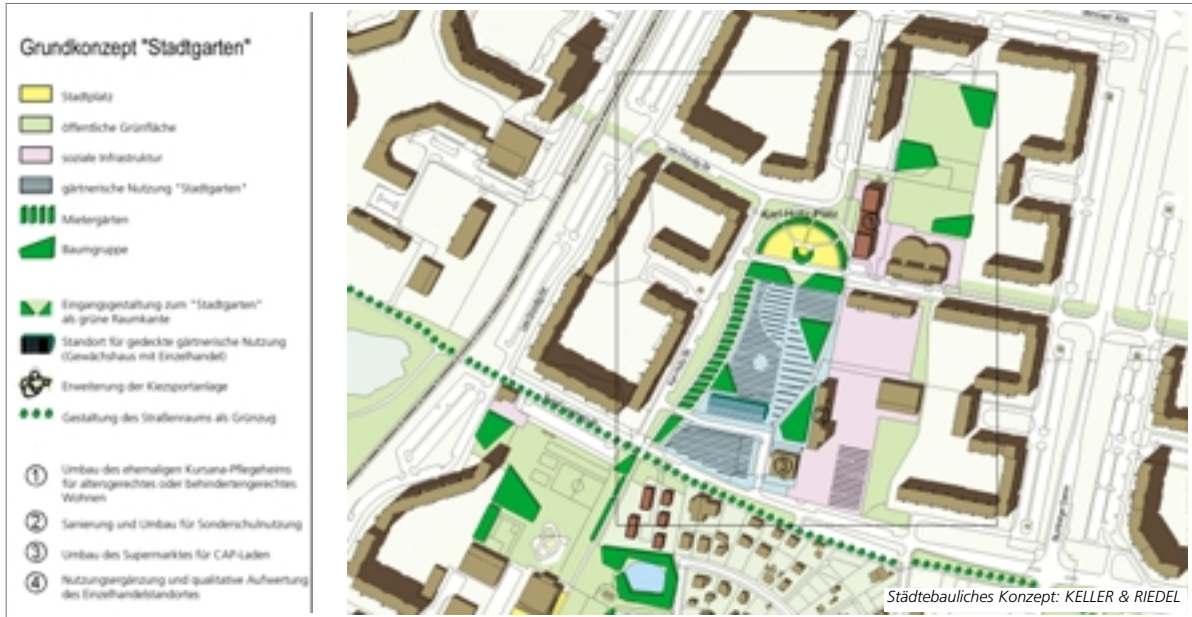 Grundkonzept "Stadtgarten"
Stadtplatz
öffentliche Grünfläche
soziale Infrastruktur
gärtnerische Nutzung "Stadtgarten"
Mietergärten
Baumgruppe
Eingangsgestaltung zum "Stadtgarten"
als grüne Raumkante
Standort für gedeckte gärtnerische Nutzung
(Gewächshaus mit Einzelhandel)
Erweiterung der Kiezsportanlage
Gestaltung des Straßenraums als Grünzug
1 Umbau des ehemaligen Kursana-Pflegeheims
für altersgerechtes oder behindertengerechtes
Wohnen
2 Sanierung und Umbau für Sonderschulnutzung
3 Umbau des Supermarktes für CAP-Laden
4 Nutzungsergänzung und qualitative Aufwertung
des Einzelhandelstandortes
Karl-Holtz-Platz
3
Städtebauliches Konzept: KELLER & RIEDEL